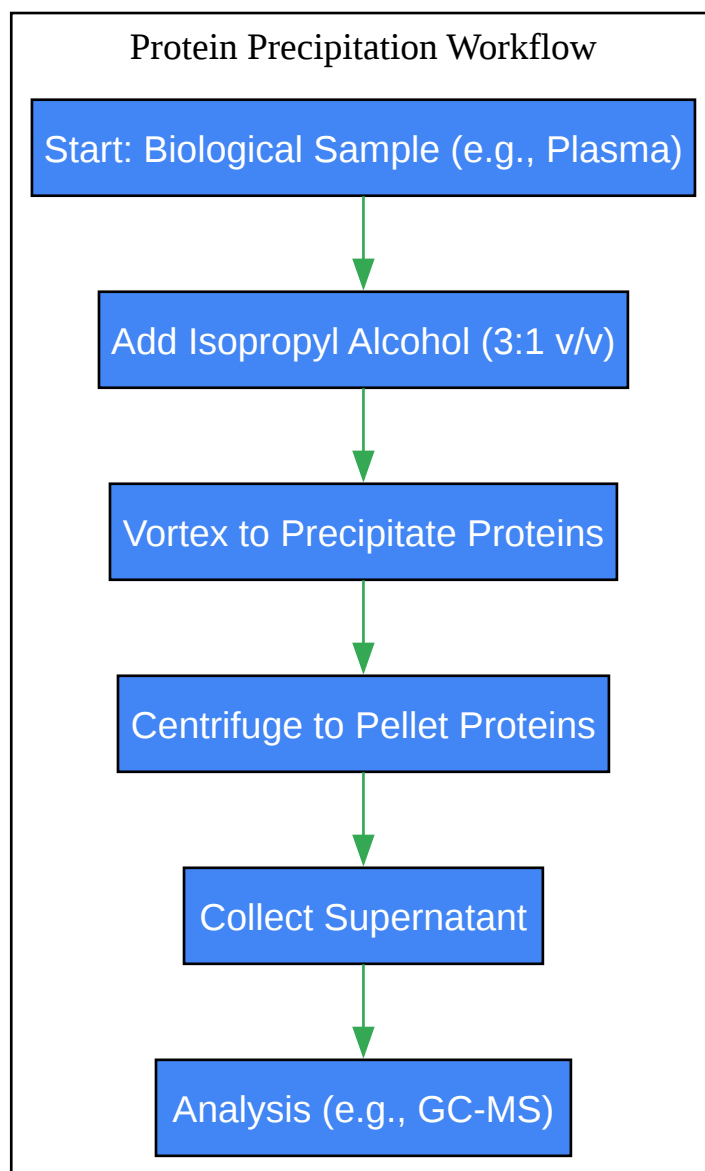 Protein Precipitation Workflow
Start: Biological Sample (e.g., Plasma)
Add Isopropyl Alcohol (3:1 v/v)
Vortex to Precipitate Proteins
Centrifuge to Pellet Proteins
Collect Supernatant
Analysis (e.g., GC-MS)